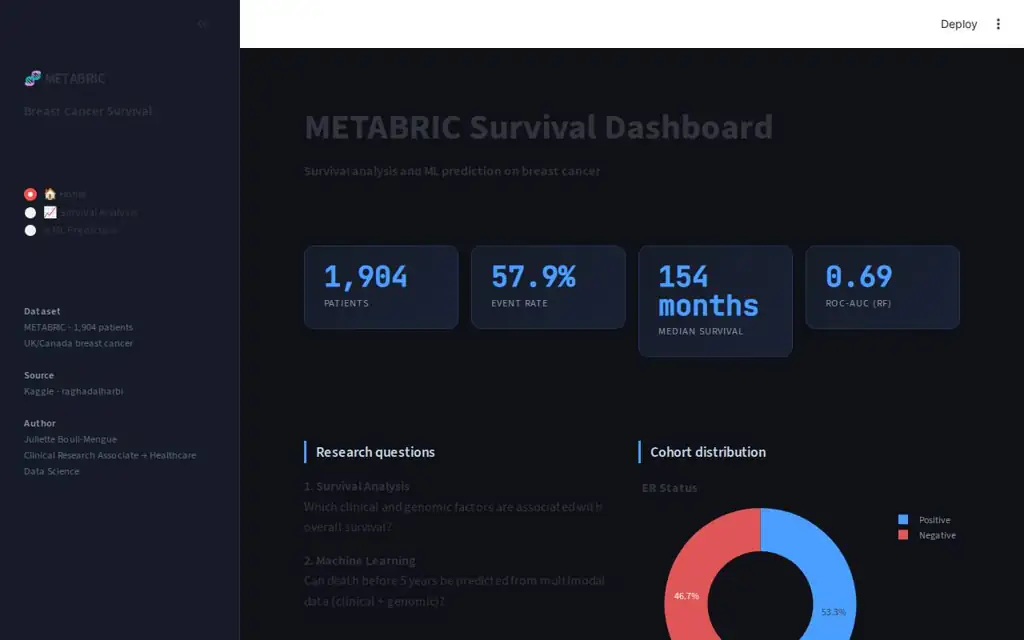 Deploy
METABRIC
Breast Cancer Survival
Home
Survival Analysis
ML Prediction
Dataset
METABRIC · 1,904 patients
UK/Canada breast cancer
Source
Kaggle · raghadalharbi
Author
Juliette Bouli-Mengue
Clinical Research Associate → Healthcare
Data Science
METABRIC Survival Dashboard
Survival analysis and ML prediction on breast cancer
1,904
PATIENTS
57.9%
EVENT RATE
154
months
MEDIAN SURVIVAL
0.69
ROC-AUC (RF)
Research questions
1. Survival Analysis
Which clinical and genomic factors are associated with
overall survival?
2. Machine Learning
Can death before 5 years be predicted from multimodal
data (clinical + genomic)?
Cohort distribution
ER Status
Positive
Negative
46.7%
53.3%